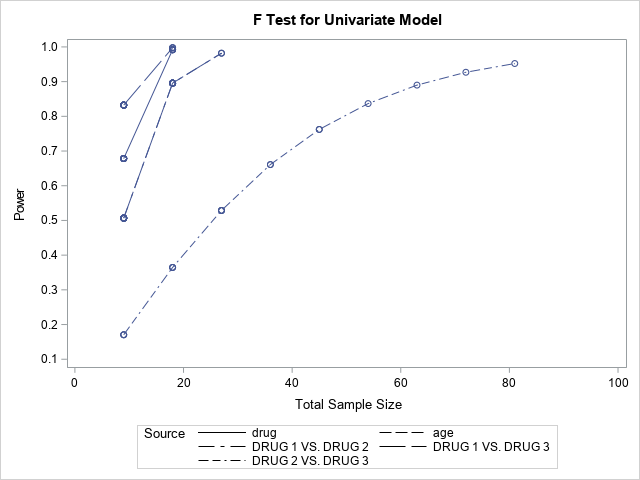 F Test for Univariate Model
1.0
0.9
0.8
0.7
0.6
0.5
0.4
0.3
0.2
0.1
Power
0 20 40 60 80 100
Total Sample Size
Source drug age
DRUG 1 VS. DRUG 2 DRUG 1 VS. DRUG 3
DRUG 2 VS. DRUG 3